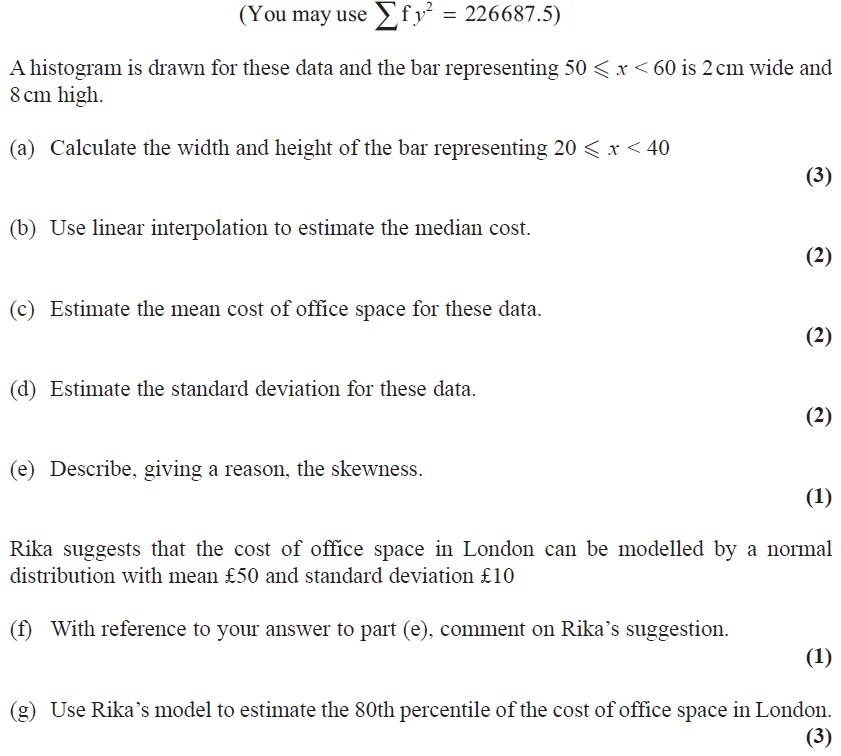 (You may use ∑fy² = 226687.5)
A histogram is drawn for these data and the bar representing 50 ⩽ x < 60 is 2 cm wide and
8 cm high.
(a) Calculate the width and height of the bar representing 20 ⩽ x < 40
(3)
(b) Use linear interpolation to estimate the median cost.
(2)
(c) Estimate the mean cost of office space for these data.
(2)
(d) Estimate the standard deviation for these data.
(2)
(e) Describe, giving a reason, the skewness.
(1)
Rika suggests that the cost of office space in London can be modelled by a normal
distribution with mean £50 and standard deviation £10
(f) With reference to your answer to part (e), comment on Rika's suggestion.
(1)
(g) Use Rika's model to estimate the 80th percentile of the cost of office space in London.
(3)